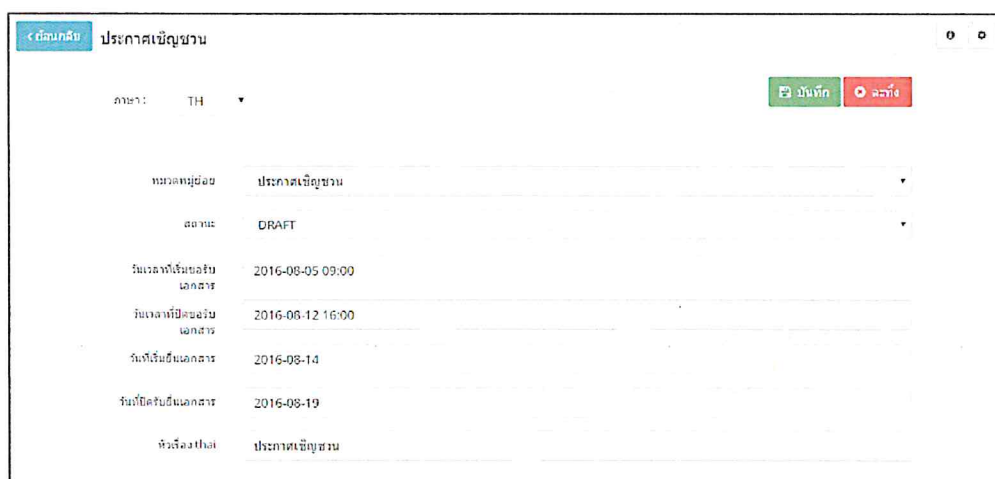 < ย้อนกลับ ประกาศเชิญชวน
ภาษา : TH
บันทึก ละทิ้ง
หมวดหมู่ย่อย ประกาศเชิญชวน
สถานะ DRAFT
วันเวลาที่เริ่มขอรับ
เอกสาร 2016-08-05 09:00
วันเวลาที่ปิดขอรับ
เอกสาร 2016-08-12 16:00
วันที่เริ่มยื่นเอกสาร 2016-08-14
วันที่ปิดรับยื่นเอกสาร 2016-08-19
หัวเรื่อง thai ประกาศเชิญชวน